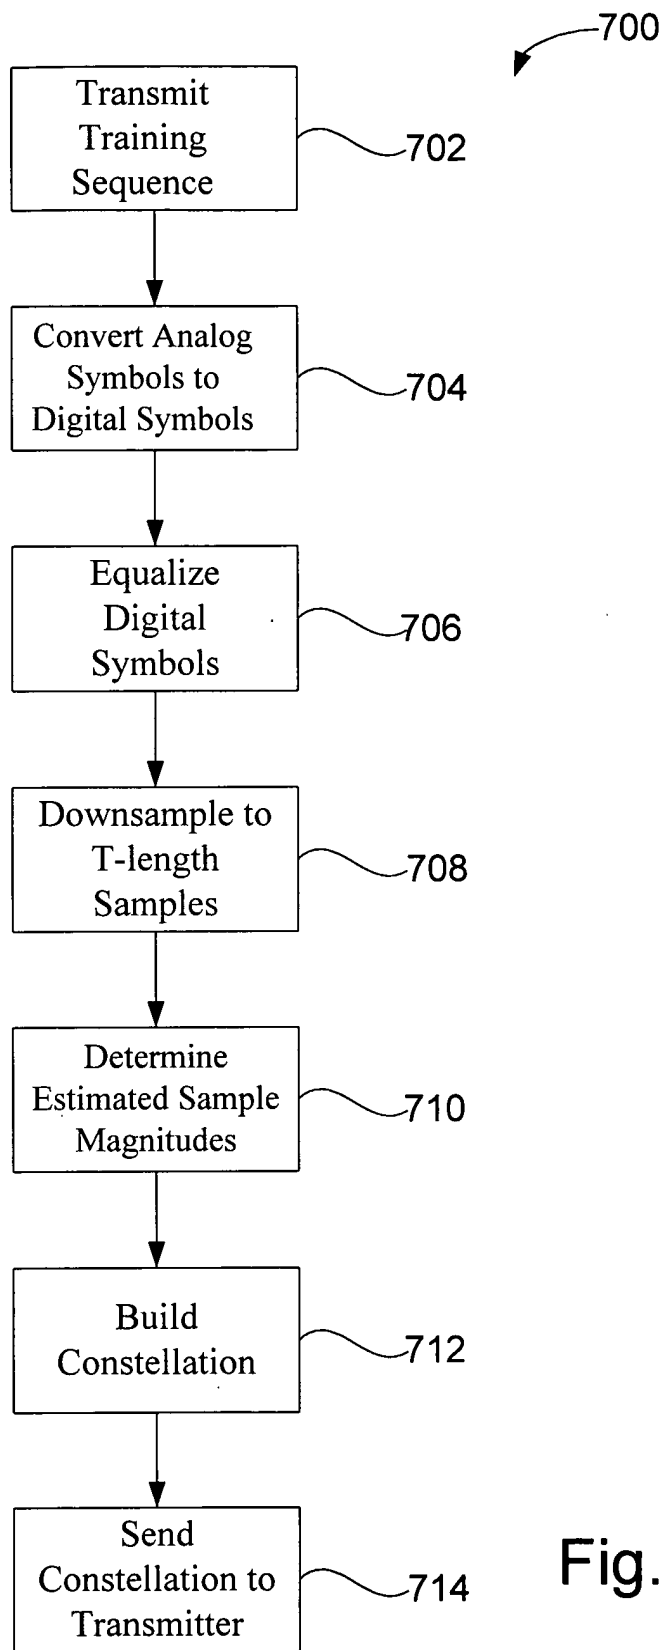 700
Transmit
Training
Sequence
702
Convert Analog
Symbols to
Digital Symbols
704
Equalize
Digital
Symbols
706
Downsample to
T-length
Samples
708
Determine
Estimated Sample
Magnitudes
710
Build
Constellation
712
Send
Constellation to
Transmitter
714
Fig.